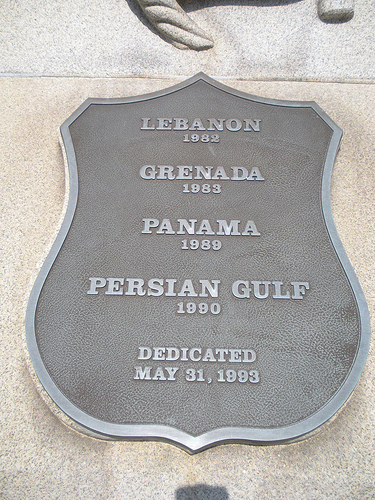 LEBANON
1982
GRENADA
1983
PANAMA
1989
PERSIAN GULF
1990
DEDICATED
MAY 31, 1993